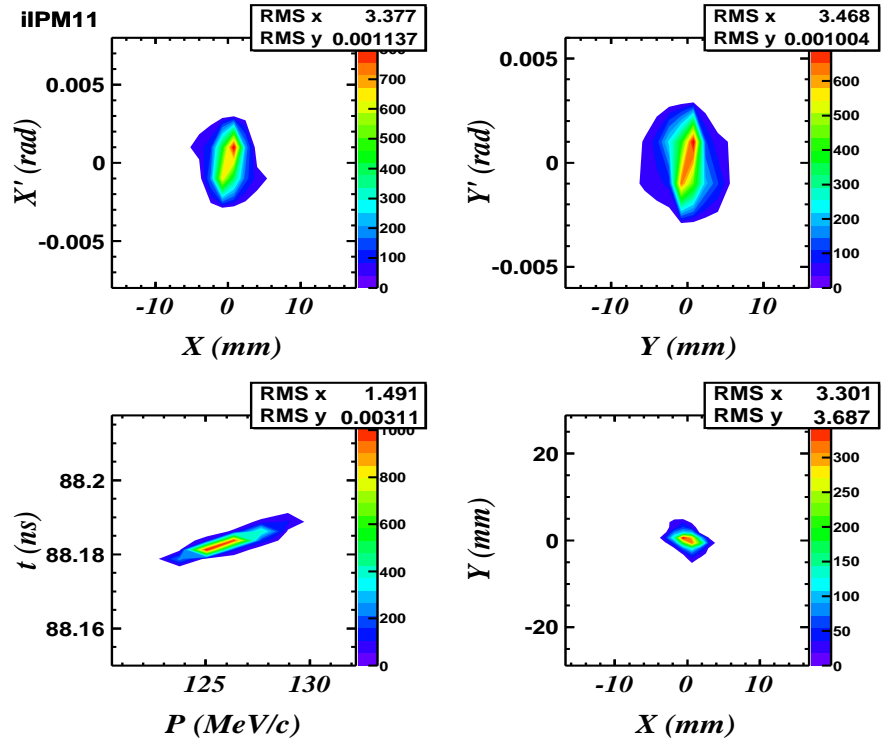 iIPM11
RMS x 3.377
RMS y 0.001137
0.005
0
-0.005
X' (rad)
-10 0 10
X (mm)
700
600
500
400
300
200
100
0
RMS x 3.468
RMS y 0.001004
0.005
0
-0.005
Y' (rad)
-10 0 10
Y (mm)
600
500
400
300
200
100
0
RMS x 1.491
RMS y 0.00311
88.2
88.18
88.16
t (ns)
125 130
P (MeV/c)
1000
800
600
400
200
0
RMS x 3.301
RMS y 3.687
20
0
-20
Y (mm)
-10 0 10
X (mm)
300
250
200
150
100
50
0